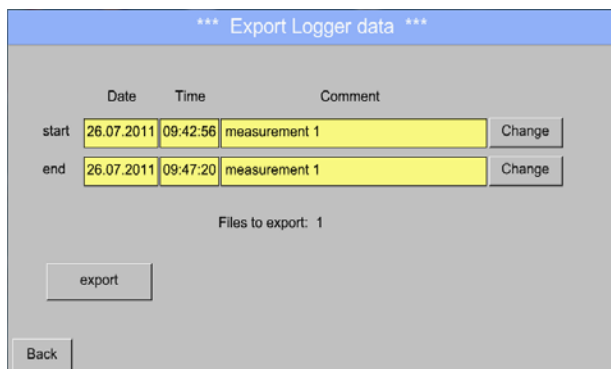 *** Export Logger data ***
Date Time Comment
start 26.07.2011 09:42:56 measurement 1 Change
end 26.07.2011 09:47:20 measurement 1 Change
Files to export: 1
export
Back